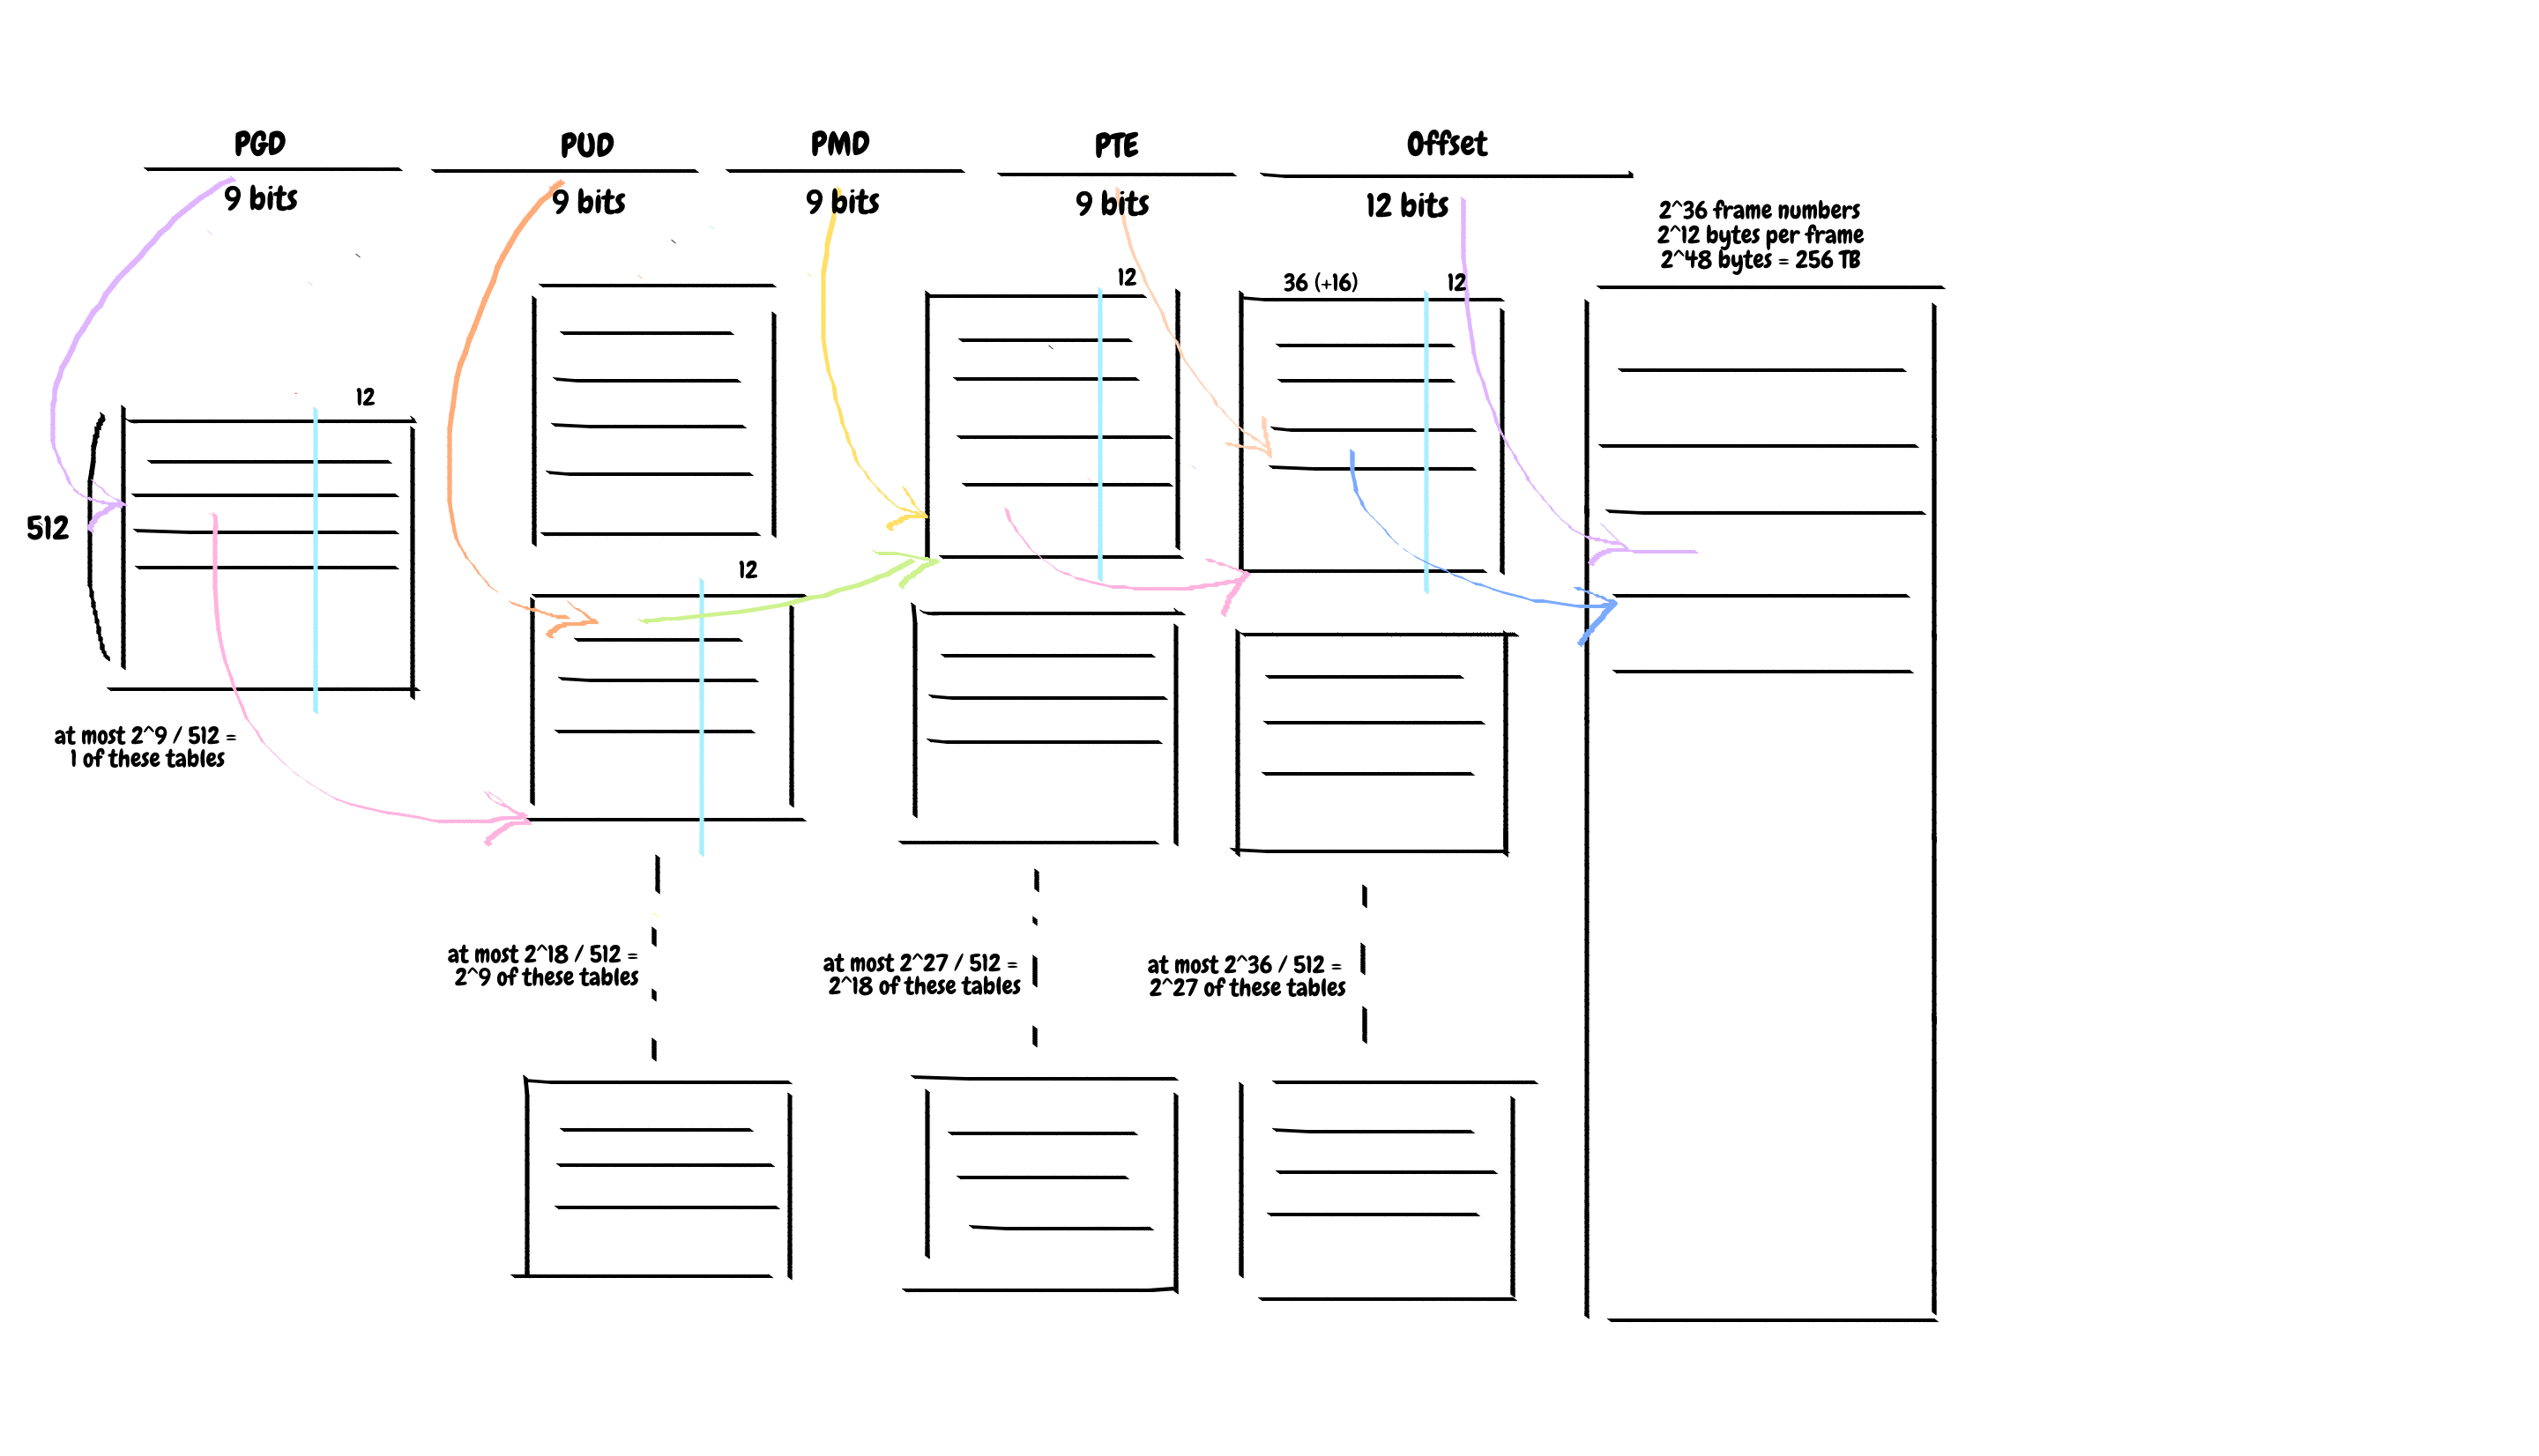 PGD
PUD
PMD
PTE
Offset
9 bits
9 bits
9 bits
9 bits
12 bits
2^36 frame numbers
2^12 bytes per frame
2^48 bytes = 256 TB
12
36 (+16)
12
12
512
12
at most 2^9 / 512 =
1 of these tables
at most 2^18 / 512 =
2^9 of these tables
at most 2^27 / 512 =
2^18 of these tables
at most 2^36 / 512 =
2^27 of these tables